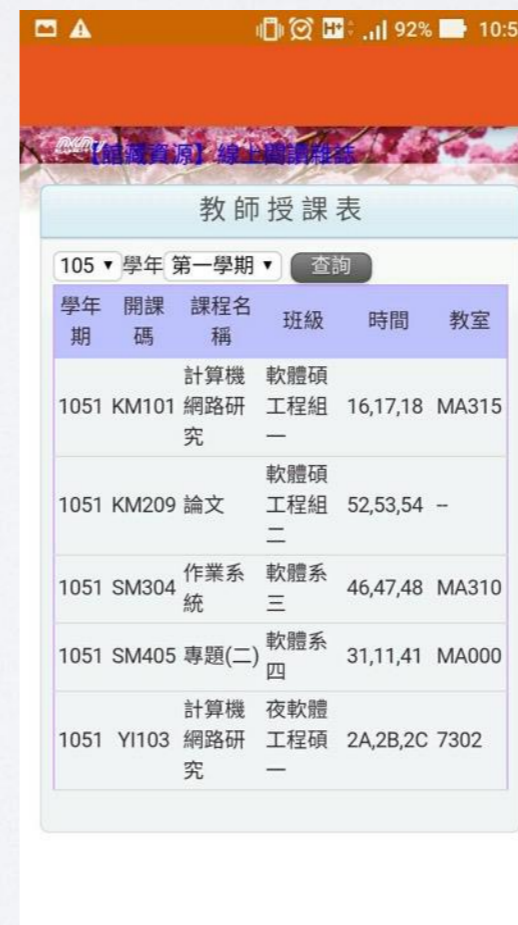 92% 10:5
【館藏資源】線上閱讀雜誌
教師授課表
105 學年 第一學期 查詢
學年期 開課碼 課程名稱 班級 時間 教室
1051 KM101 計算機網路研究 軟體碩工程組一 16,17,18 MA315
1051 KM209 論文 軟體碩工程組二 52,53,54 --
1051 SM304 作業系統 軟體系三 46,47,48 MA310
1051 SM405 專題(二) 軟體系四 31,11,41 MA000
1051 YI103 計算機網路研究 夜軟體工程碩一 2A,2B,2C 7302